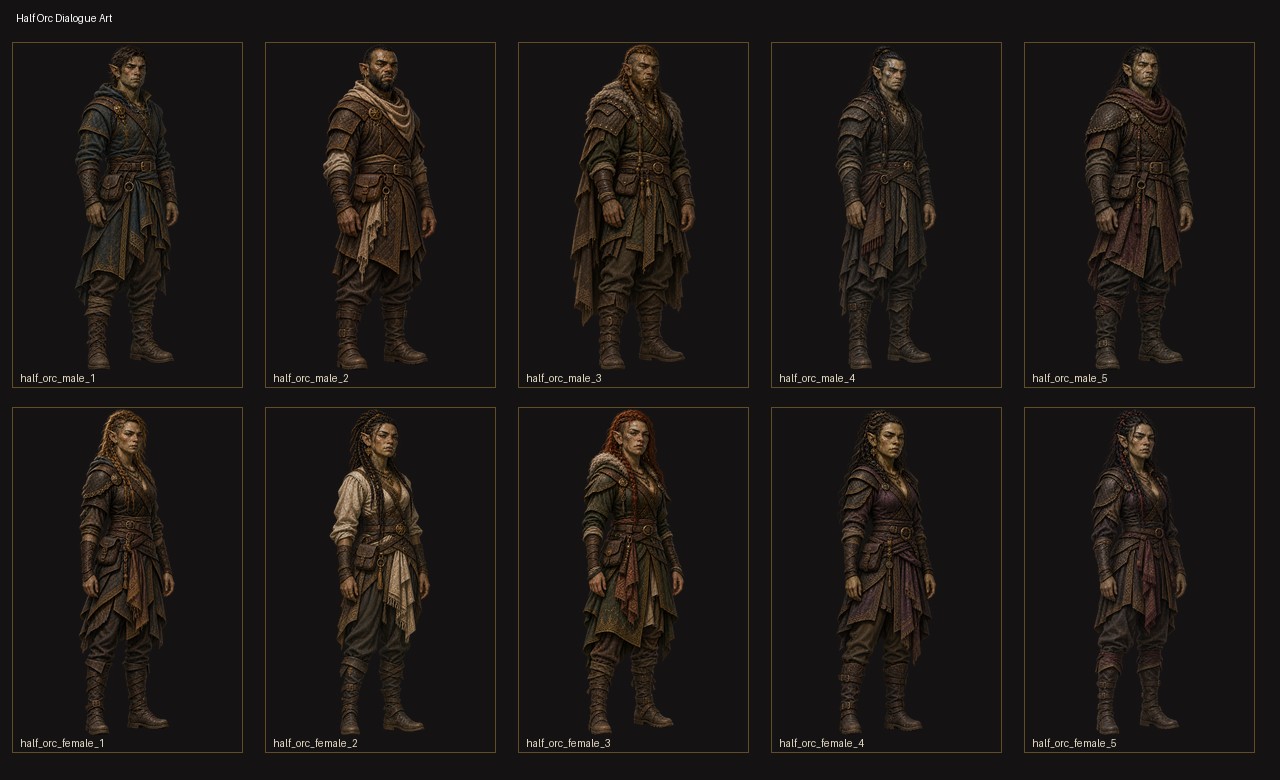 Half Orc Dialogue Art
half_orc_male_1
half_orc_male_2
half_orc_male_3
half_orc_male_4
half_orc_male_5
half_orc_female_1
half_orc_female_2
half_orc_female_3
half_orc_female_4
half_orc_female_5